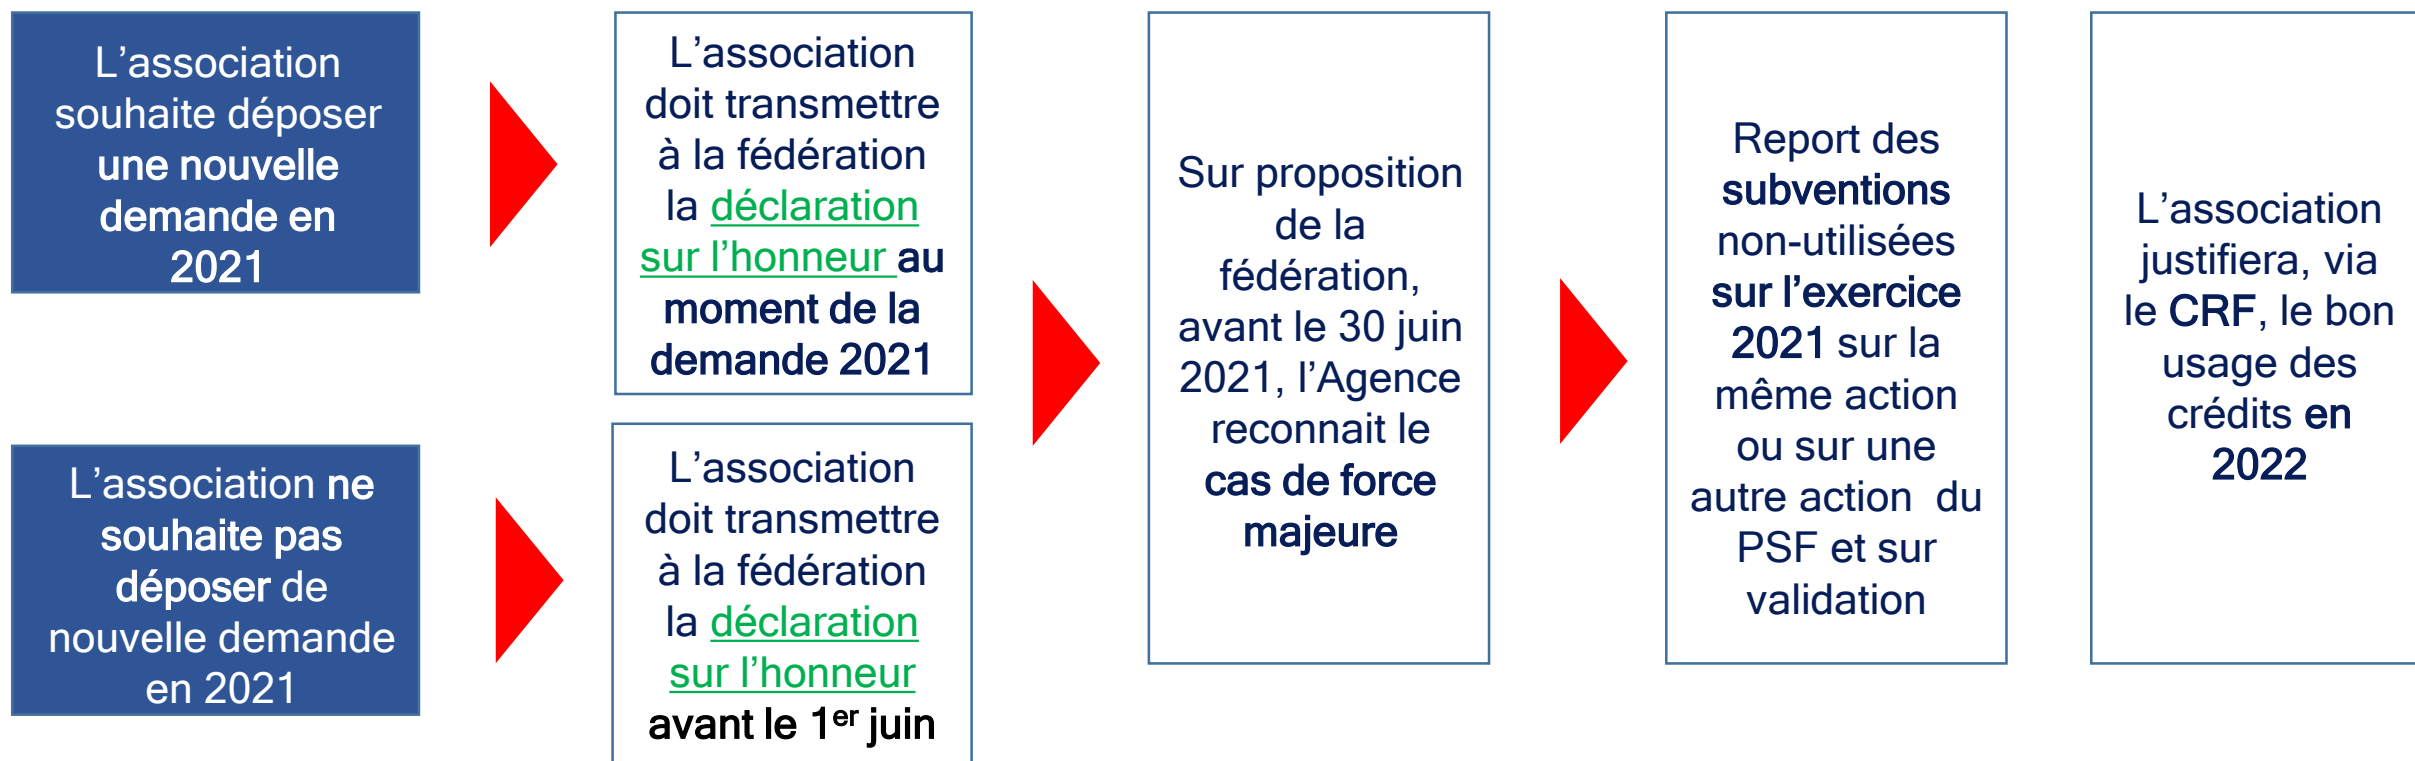 L’association
souhaite déposer
une nouvelle
demande en
2021
L’association
doit transmettre
à la fédération
la déclaration
sur l’honneur au
moment de la
demande 2021
L’association ne
souhaite pas
déposer de
nouvelle demande
en 2021
L’association
doit transmettre
à la fédération
la déclaration
sur l’honneur
avant le 1er juin
Sur proposition
de la
fédération,
avant le 30 juin
2021, l’Agence
reconnait le
cas de force
majeure
Report des
subventions
non-utilisées
sur l’exercice
2021 sur la
même action
ou sur une
autre action du
PSF et sur
validation
L’association
justifiera, via
le CRF, le bon
usage des
crédits en
2022